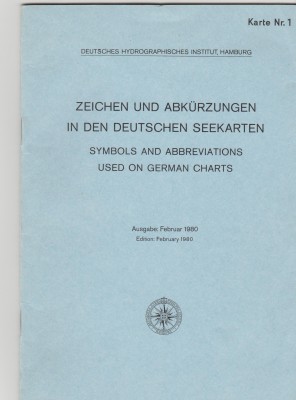 Karte Nr. 1
DEUTSCHES HYDROGRAPHISCHES INSTITUT, HAMBURG
ZEICHEN UND ABKÜRZUNGEN
IN DEN DEUTSCHEN SEEKARTEN
SYMBOLS AND ABBREVIATIONS
USED ON GERMAN CHARTS
Ausgabe: Februar 1980
Edition: February 1980